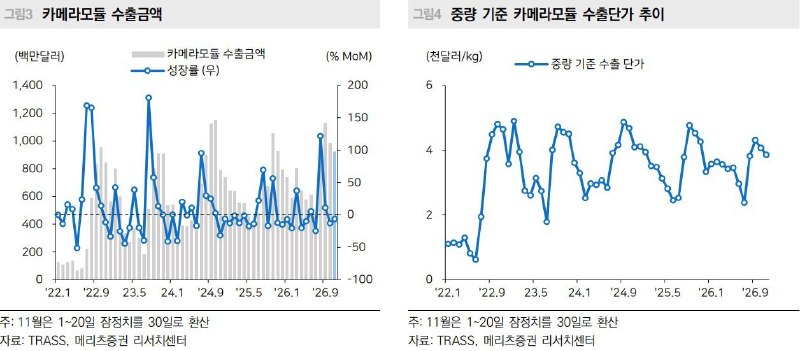 그림3 카메라모듈 수출금액
(백만달러)
(% MoM)
카메라모듈 수출금액
성장률 (우)
1,400
1,200
1,000
800
600
400
200
0
200
150
100
50
0
-50
-100
'22.1
'22.9
'23.5
'24.1
'24.9
'25.5
'26.1
'26.9
주: 11월은 1~20일 잠정치를 30일로 환산
자료: TRASS, 메리츠증권 리서치센터
그림4 중량 기준 카메라모듈 수출단가 추이
(천달러/kg)
중량 기준 수출 단가
6
4
2
0
'22.1
'22.9
'23.5
'24.1
'24.9
'25.5
'26.1
'26.9
주: 11월은 1~20일 잠정치를 30일로 환산
자료: TRASS, 메리츠증권 리서치센터